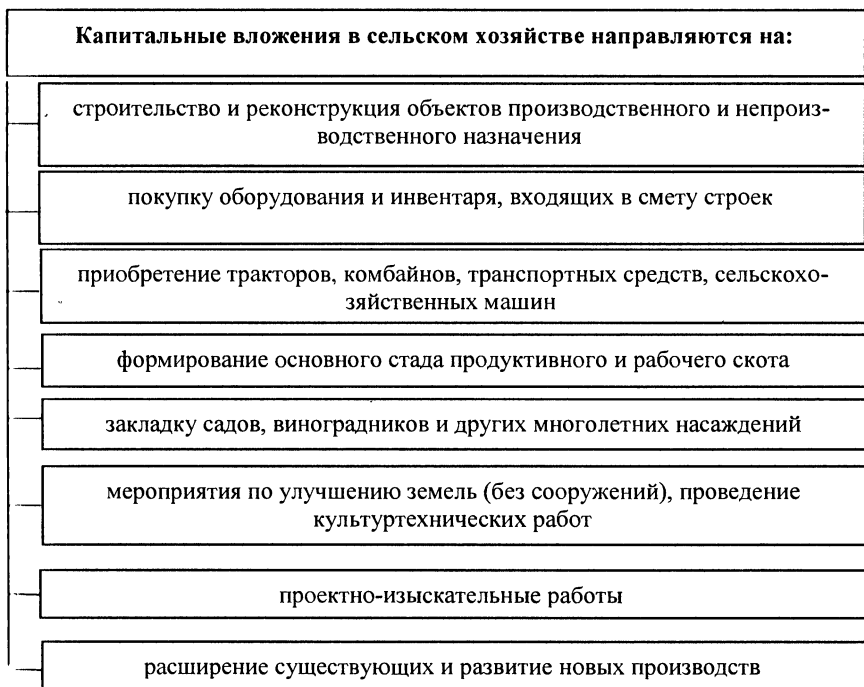 Капитальные вложения в сельском хозяйстве направляются на:
строительство и реконструкция объектов производственного и непроиз-
водственного назначения
покупку оборудования и инвентаря, входящих в смету строек
приобретение тракторов, комбайнов, транспортных средств, сельскохо-
зяйственных машин
формирование основного стада продуктивного и рабочего скота
закладку садов, виноградников и других многолетних насаждений
мероприятия по улучшению земель (без сооружений), проведение
культуртехнических работ
проектно-изыскательные работы
расширение существующих и развитие новых производств